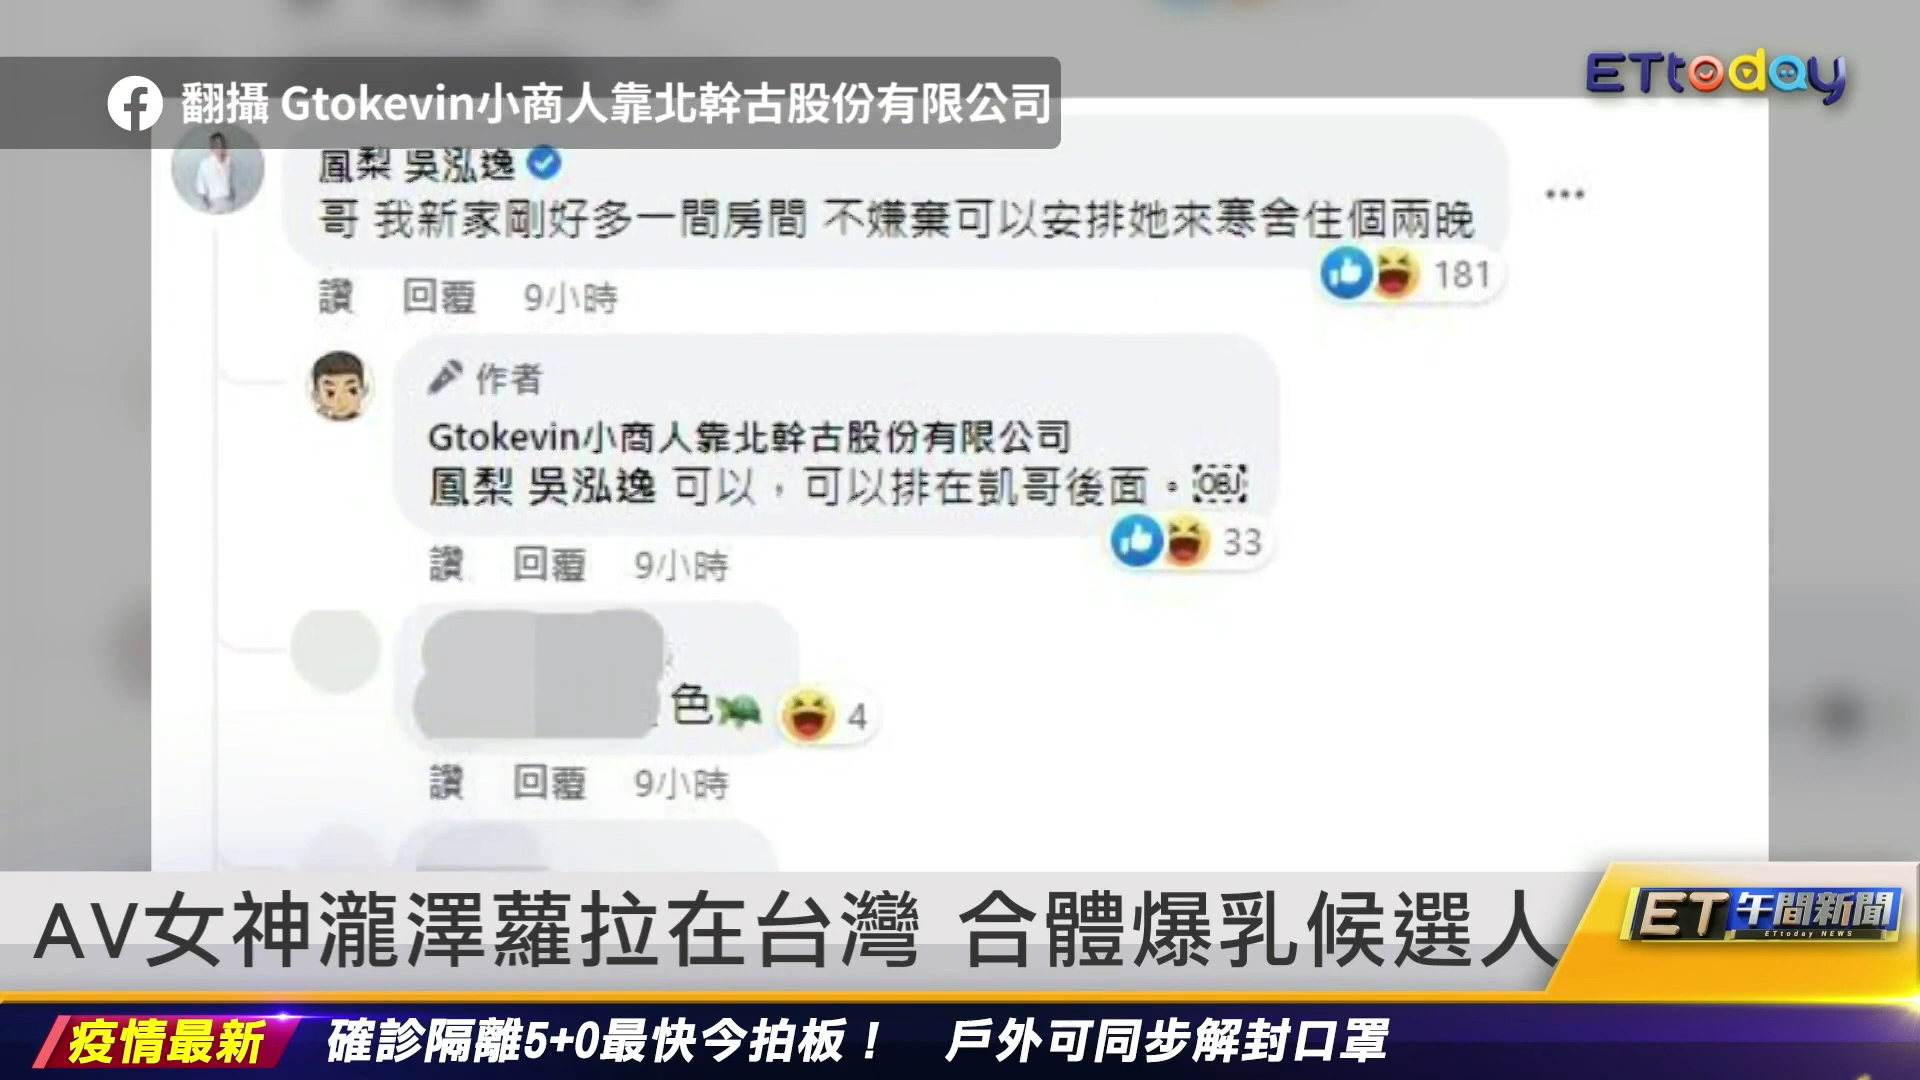 翻攝 Gtokevin小商人靠北幹古股份有限公司
ETtoday
鳳梨 吳泓逸
哥 我新家剛好多一間房間 不嫌棄可以安排她來寒舍住個兩晚
181
讚 回覆 9小時
作者
Gtokevin小商人靠北幹古股份有限公司
鳳梨 吳泓逸 可以，可以排在凱哥後面。OBJ
33
讚 回覆 9小時
色
4
讚 回覆 9小時
AV女神瀧澤蘿拉在台灣 合體爆乳候選人
ET午間新聞
ETtoday NEWS
疫情最新 確診隔離5+0最快今拍板！ 戶外可同步解封口罩